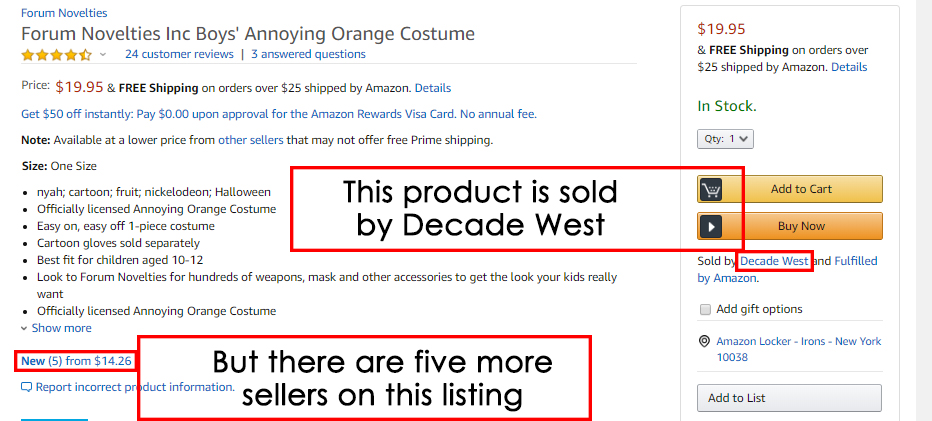 Forum Novelties
Forum Novelties Inc Boys' Annoying Orange Costume
24 customer reviews | 3 answered questions
Price: $19.95 & FREE Shipping on orders over $25 shipped by Amazon. Details
Get $50 off instantly: Pay $0.00 upon approval for the Amazon Rewards Visa Card. No annual fee.
Note: Available at a lower price from other sellers that may not offer free Prime shipping.
Size: One Size
• nyah; cartoon; fruit; nickelodeon; Halloween
• Officially licensed Annoying Orange Costume
• Easy on, easy off 1-piece costume
• Cartoon gloves sold separately
• Best fit for children aged 10-12
• Look to Forum Novelties for hundreds of weapons, mask and other accessories to get the look your kids really
want
• Officially licensed Annoying Orange Costume
Show more
New (5) from $14.26
Report incorrect product information.
This product is sold
by Decade West
But there are five more
sellers on this listing
$19.95
& FREE Shipping on orders over
$25 shipped by Amazon. Details
In Stock.
Qty: 1
Add to Cart
Buy Now
Sold by Decade West and Fulfilled
by Amazon.
Add gift options
Amazon Locker - Irons - New York
10038
Add to List